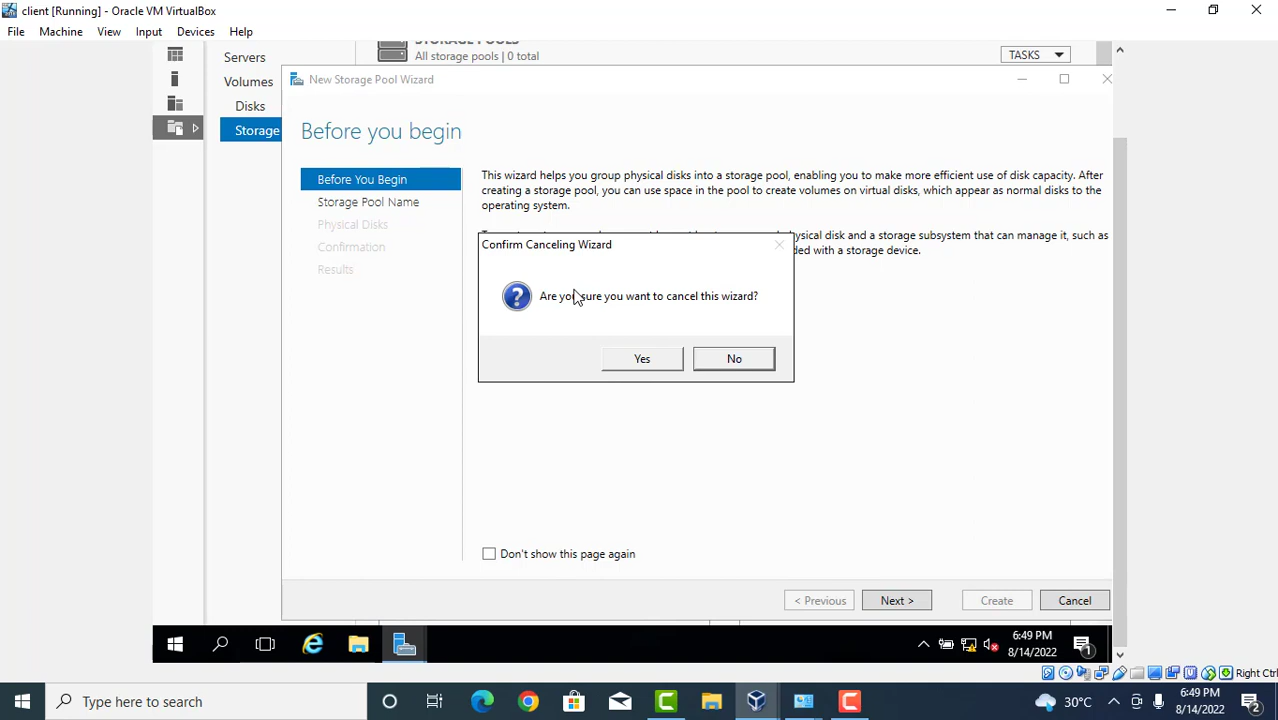 client [Running] - Oracle VM VirtualBox
File Machine View Input Devices Help
Servers
STORAGE POOLS
All storage pools | 0 total
TASKS
Volumes
Disks
Storage
New Storage Pool Wizard
Before you begin
Before You Begin
Storage Pool Name
Physical Disks
Confirmation
Results
This wizard helps you group physical disks into a storage pool, enabling you to make more efficient use of disk capacity. After
creating a storage pool, you can use space in the pool to create volumes on virtual disks, which appear as normal disks to the
operating system.
physical disk and a storage subsystem that can manage it, such as
with a storage device.
Confirm Canceling Wizard
Are you sure you want to cancel this wizard?
Yes No
Don't show this page again
< Previous Next > Create Cancel
6:49 PM
8/14/2022
1
Right Ctrl
Type here to search
30°C
6:49 PM
8/14/2022
2